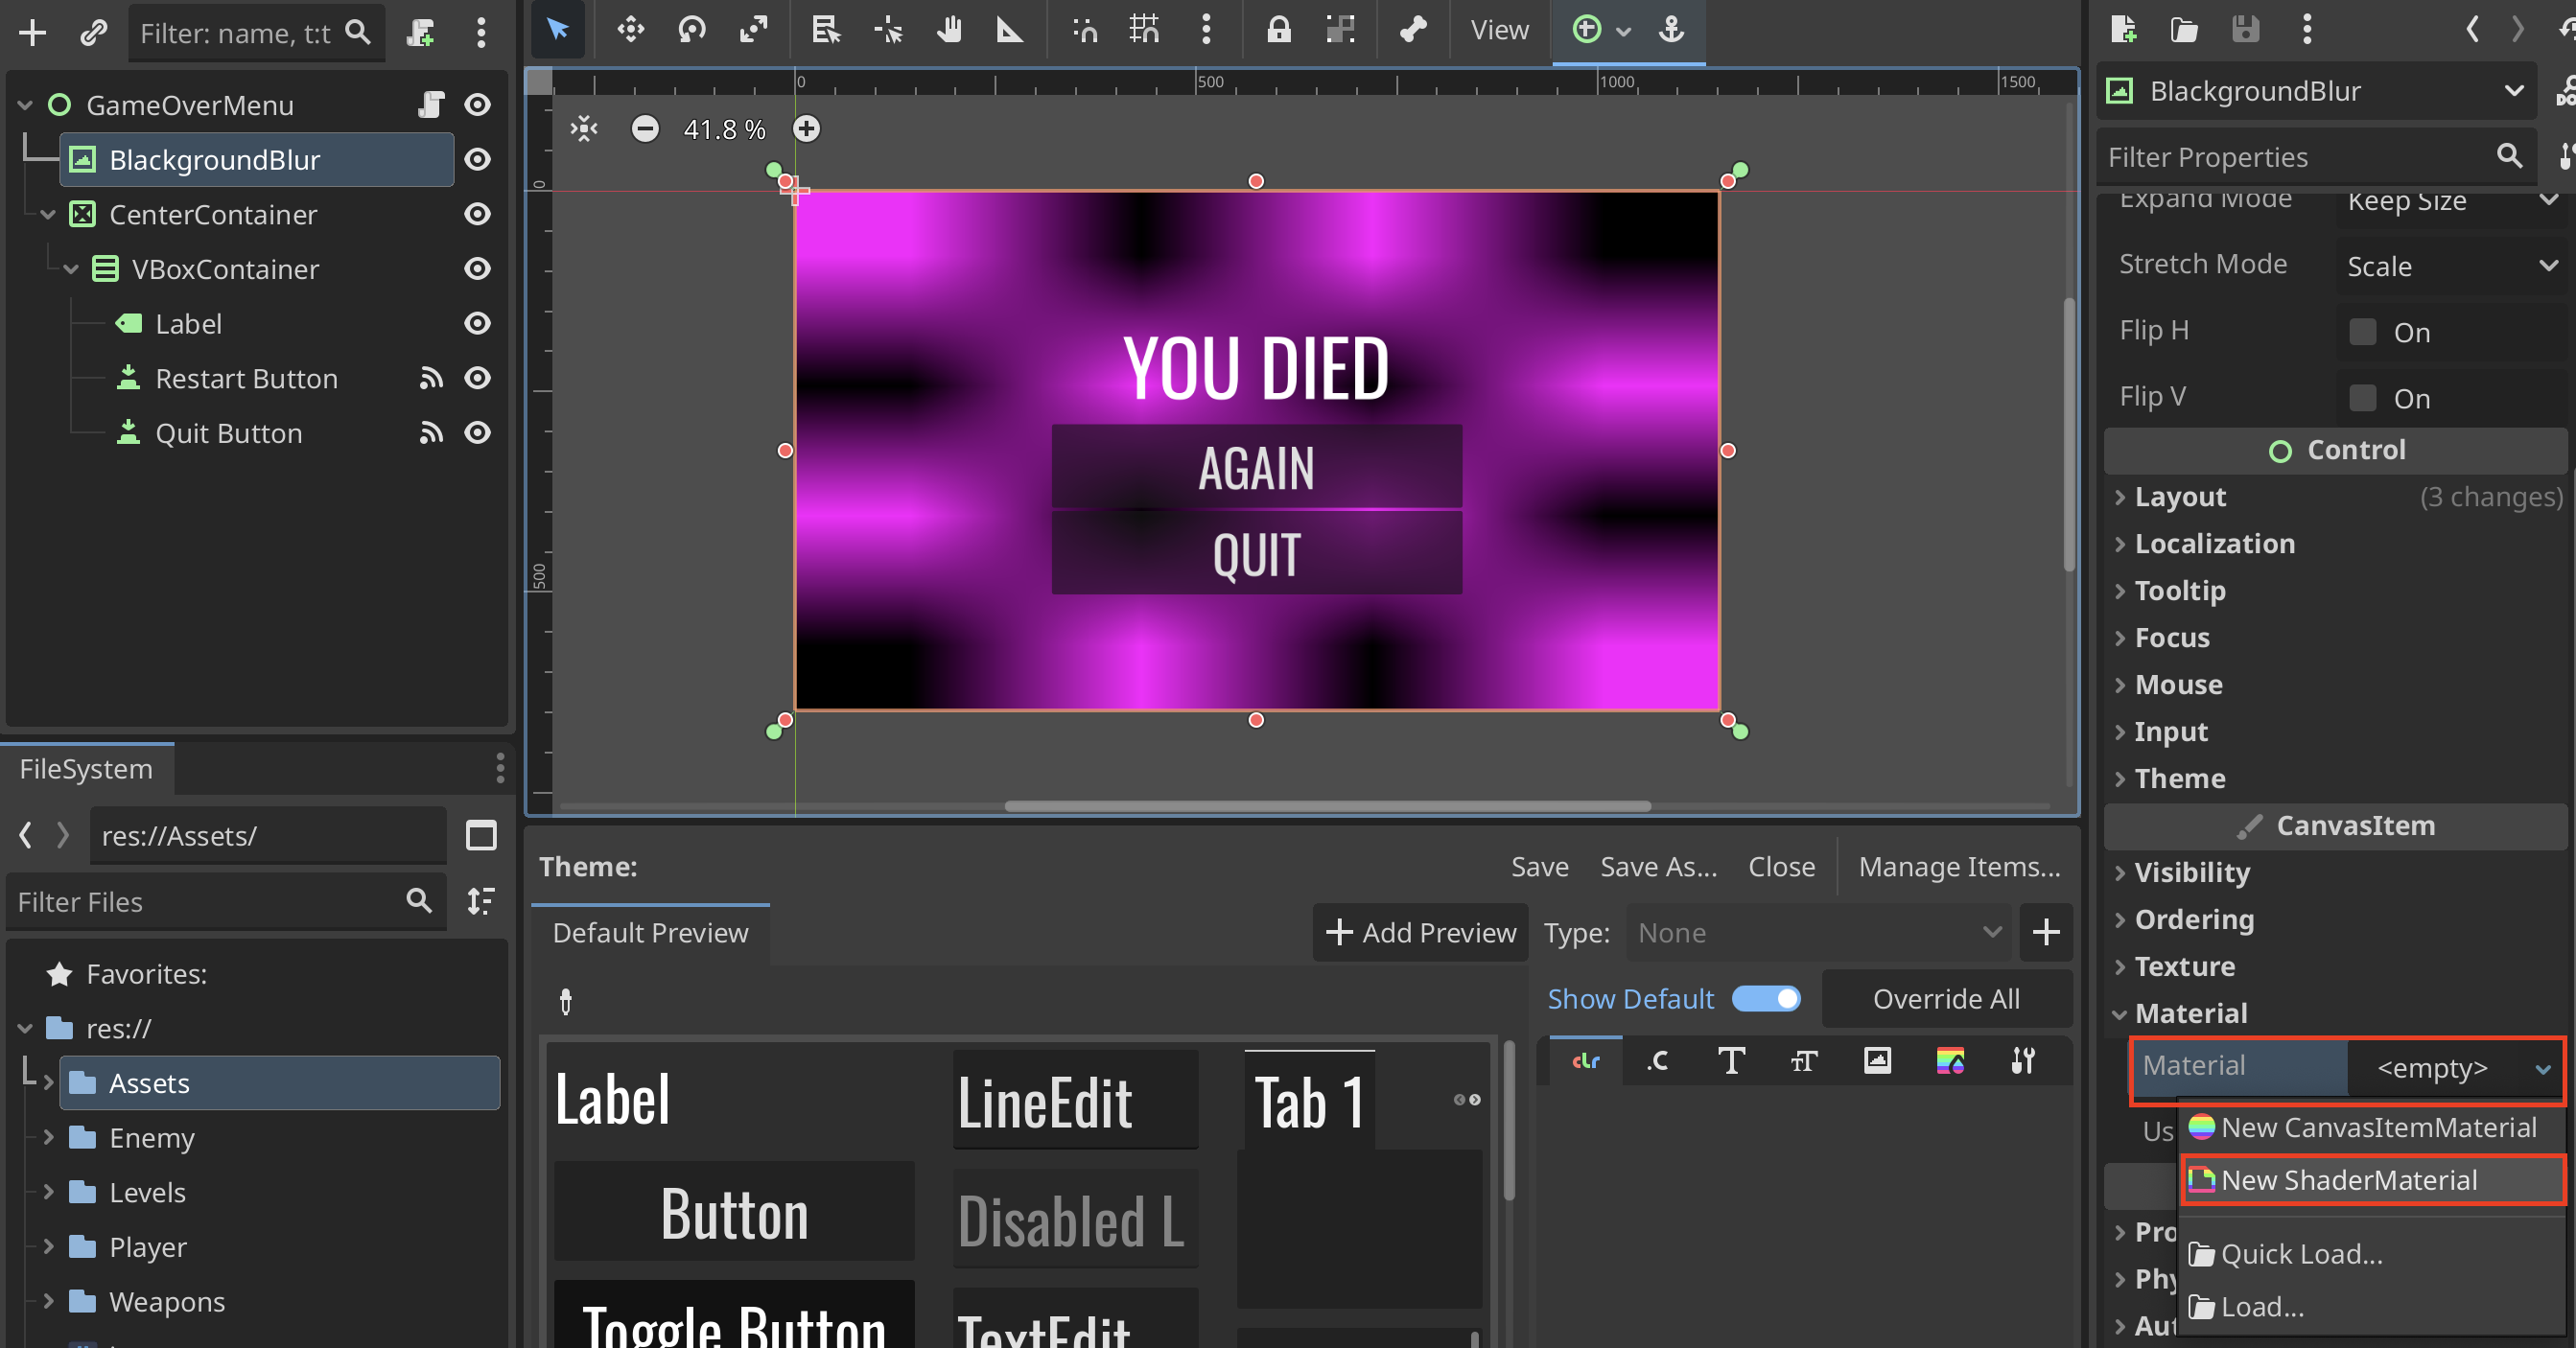 Filter: name, t:t
GameOverMenu
BlackgroundBlur
CenterContainer
VBoxContainer
Label
Restart Button
Quit Button
FileSystem
res://Assets/
Filter Files
Favorites:
res://
Assets
Enemy
Levels
Player
Weapons
View
0
500
1000
1500
41.8 %
0
500
YOU DIED
AGAIN
QUIT
Theme:
Save
Save As...
Close
Manage Items...
Default Preview
Add Preview
Type:
None
Show Default
Override All
clr
.C
T
TT
Label
LineEdit
Tab 1
Button
Disabled L
Toggle Button
TextEdit
BlackgroundBlur
Filter Properties
Expand Mode
Keep Size
Stretch Mode
Scale
Flip H
On
Flip V
On
Control
Layout
(3 changes)
Localization
Tooltip
Focus
Mouse
Input
Theme
CanvasItem
Visibility
Ordering
Texture
Material
Material
<empty>
Us
New CanvasItemMaterial
New ShaderMaterial
Pro
Quick Load...
Phy
Load...
Aut